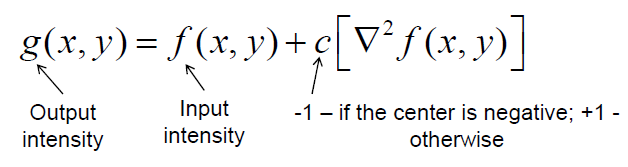 g(x, y) = f(x, y) + c[∇²f(x, y)]
Output intensity
Input intensity
-1 – if the center is negative; +1 - otherwise